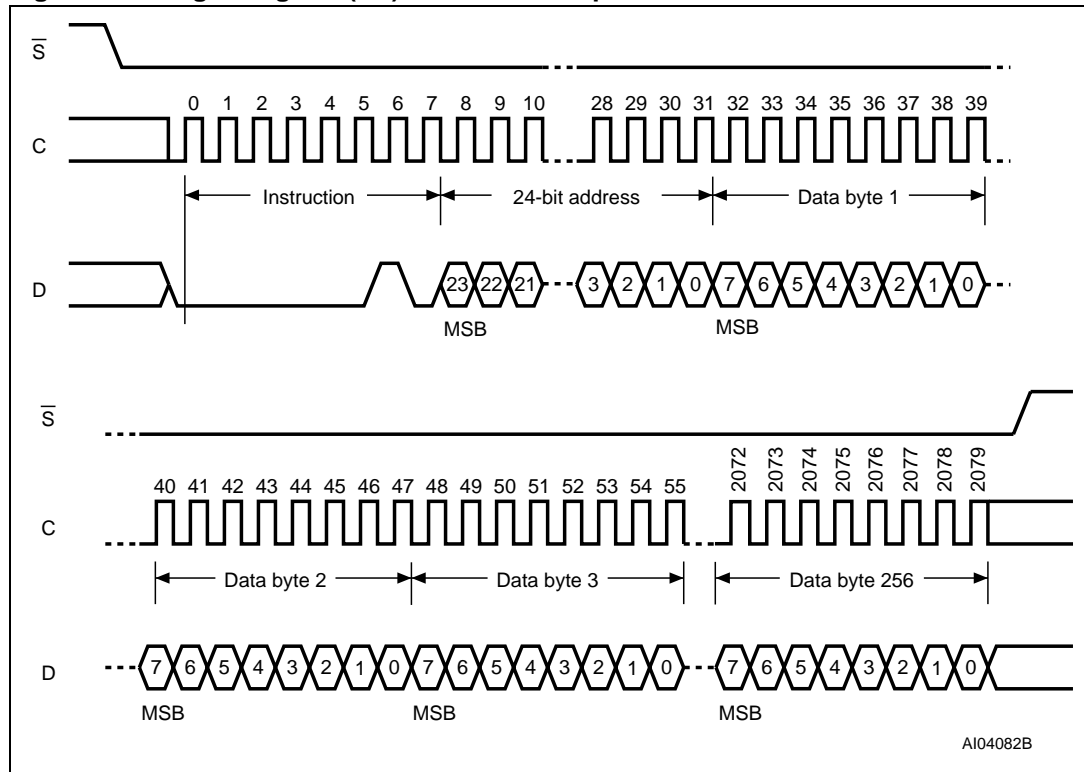 S
0 1 2 3 4 5 6 7 8 9 10 28 29 30 31 32 33 34 35 36 37 38 39
C
Instruction 24-bit address Data byte 1
D 23 22 21 3 2 1 0 7 6 5 4 3 2 1 0
MSB MSB
S
40 41 42 43 44 45 46 47 48 49 50 51 52 53 54 55 2072 2073 2074 2075 2076 2077 2078 2079
C
Data byte 2 Data byte 3 Data byte 256
D 7 6 5 4 3 2 1 0 7 6 5 4 3 2 1 0 7 6 5 4 3 2 1 0
MSB MSB MSB
AI04082B